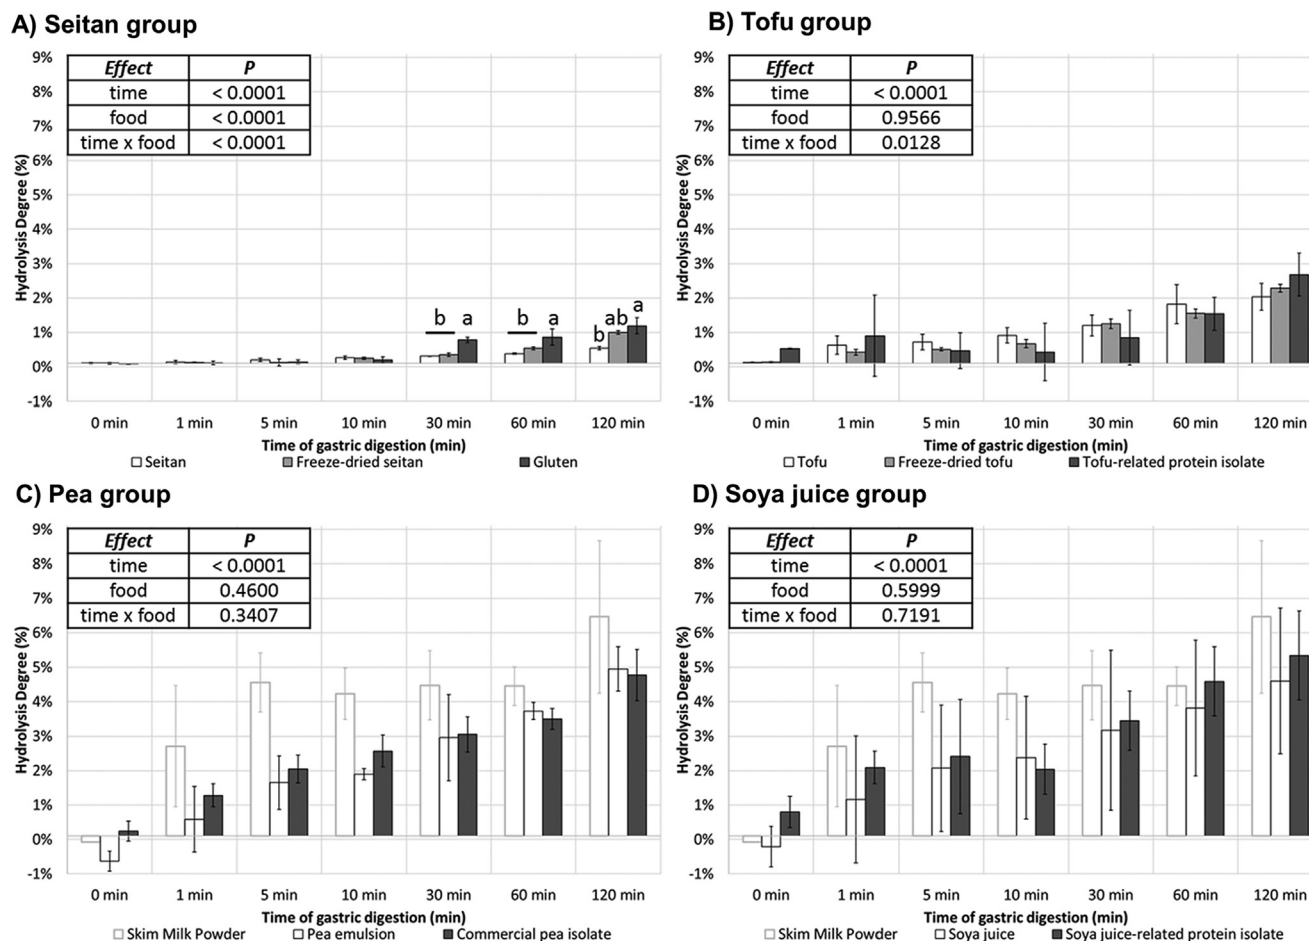 A) Seitan group
9%
8%
7%
6%
5%
4%
3%
2%
1%
0%
-1%
Hydrolysis Degree (%)
Effect P
time < 0.0001
food < 0.0001
time x food < 0.0001
b a
b a
b ab a
0 min 1 min 5 min 10 min 30 min 60 min 120 min
Time of gastric digestion (min)
Seitan Freeze-dried seitan Gluten
B) Tofu group
9%
8%
7%
6%
5%
4%
3%
2%
1%
0%
-1%
Hydrolysis Degree (%)
Effect P
time < 0.0001
food 0.9566
time x food 0.0128
0 min 1 min 5 min 10 min 30 min 60 min 120 min
Time of gastric digestion (min)
Tofu Freeze-dried tofu Tofu-related protein isolate
C) Pea group
9%
8%
7%
6%
5%
4%
3%
2%
1%
0%
-1%
Hydrolysis Degree (%)
Effect P
time < 0.0001
food 0.4600
time x food 0.3407
0 min 1 min 5 min 10 min 30 min 60 min 120 min
Time of gastric digestion (min)
Skim Milk Powder Pea emulsion Commercial pea isolate
D) Soya juice group
9%
8%
7%
6%
5%
4%
3%
2%
1%
0%
-1%
Hydrolysis Degree (%)
Effect P
time < 0.0001
food 0.5999
time x food 0.7191
0 min 1 min 5 min 10 min 30 min 60 min 120 min
Time of gastric digestion (min)
Skim Milk Powder Soya juice Soya juice-related protein isolate